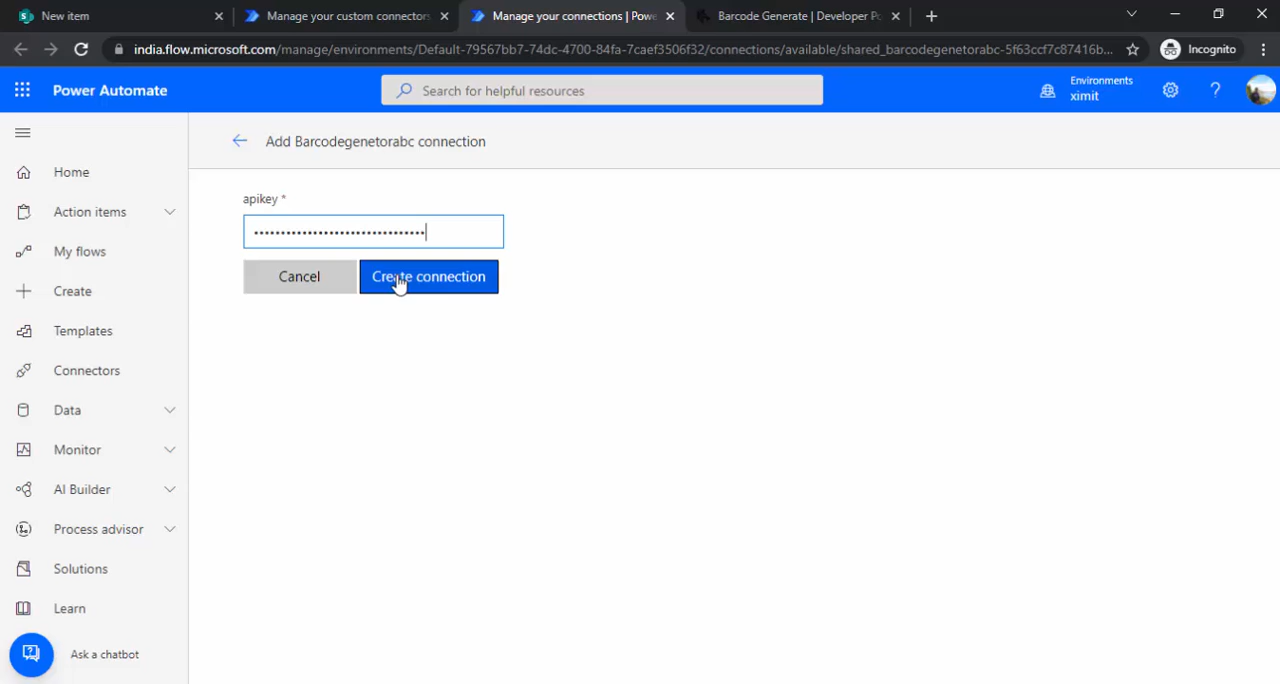 New item
Manage your custom connectors
Manage your connections | Powe
Barcode Generate | Developer Po
india.flow.microsoft.com/manage/environments/Default-79567bb7-74dc-4700-84fa-7caef3506f32/connections/available/shared_barcodegenetorabc-5f63ccf7c87416b...
Incognito
Power Automate
Search for helpful resources
Environments
ximit
Add Barcodegenetorabc connection
apikey *
••••••••••••••••••••••••••••••••
Cancel
Create connection
Home
Action items
My flows
Create
Templates
Connectors
Data
Monitor
AI Builder
Process advisor
Solutions
Learn
Ask a chatbot